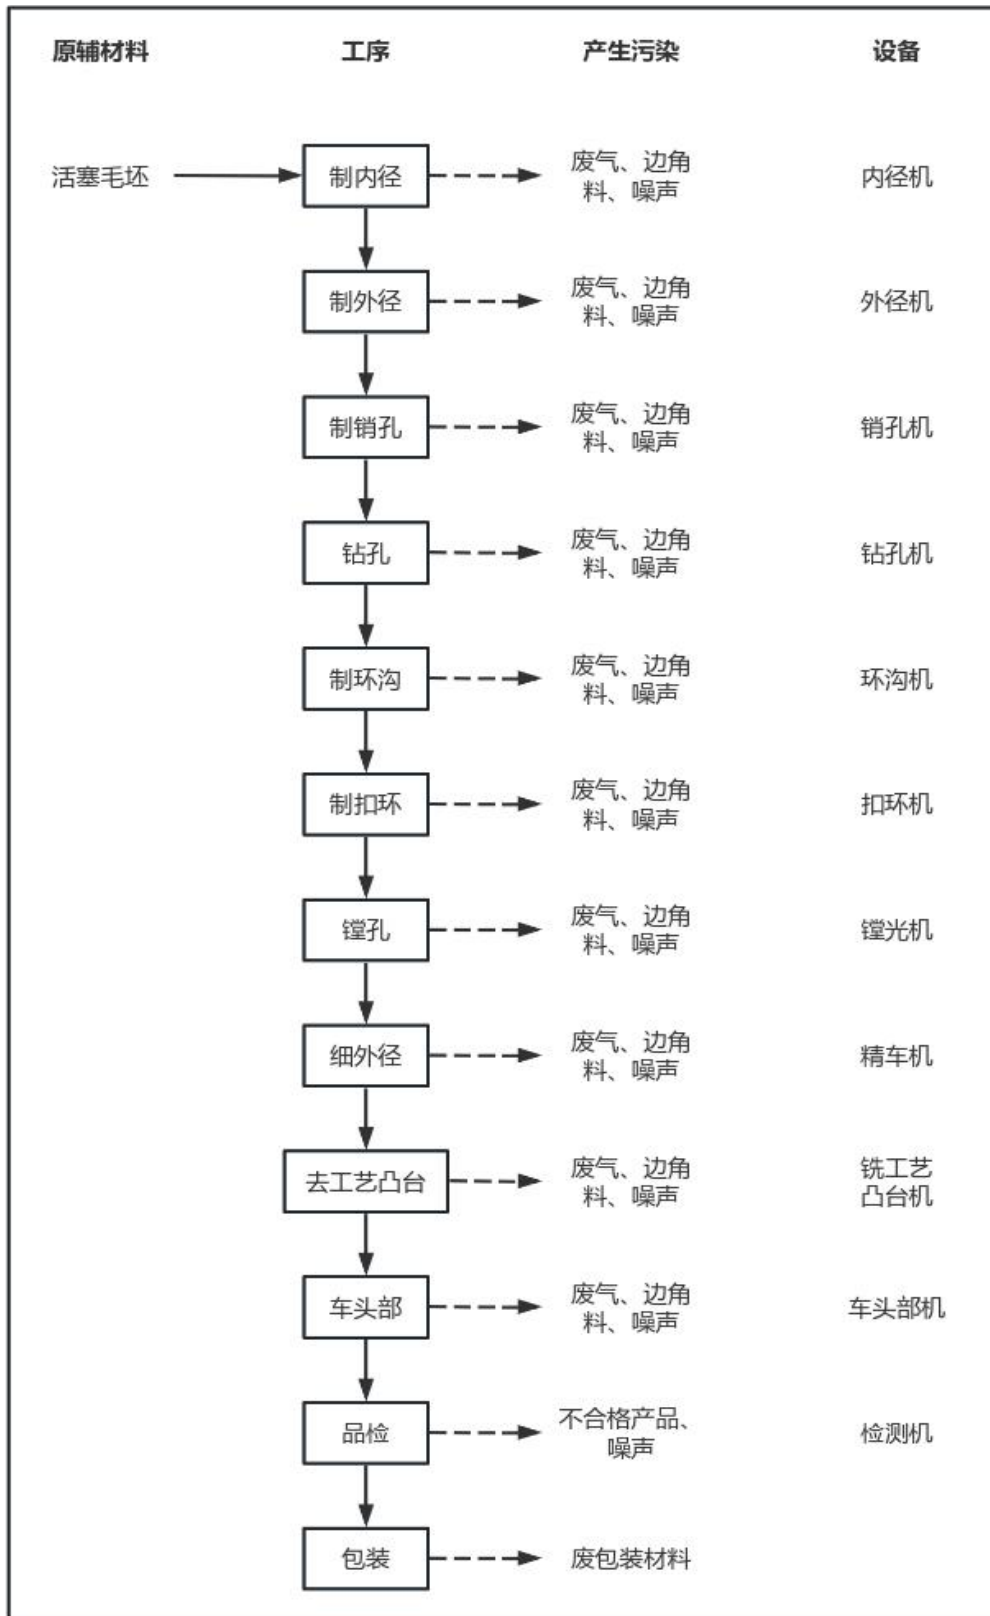 原辅材料 工序 产生污染 设备
活塞毛坯 制内径 废气、边角
料、噪声 内径机
制外径 废气、边角
料、噪声 外径机
制销孔 废气、边角
料、噪声 销孔机
钻孔 废气、边角
料、噪声 钻孔机
制环沟 废气、边角
料、噪声 环沟机
制扣环 废气、边角
料、噪声 扣环机
镗孔 废气、边角
料、噪声 镗光机
细外径 废气、边角
料、噪声 精车机
去工艺凸台 废气、边角
料、噪声 铣工艺
凸台机
车头部 废气、边角
料、噪声 车头部机
品检 不合格产品、
噪声 检测机
包装 废包装材料